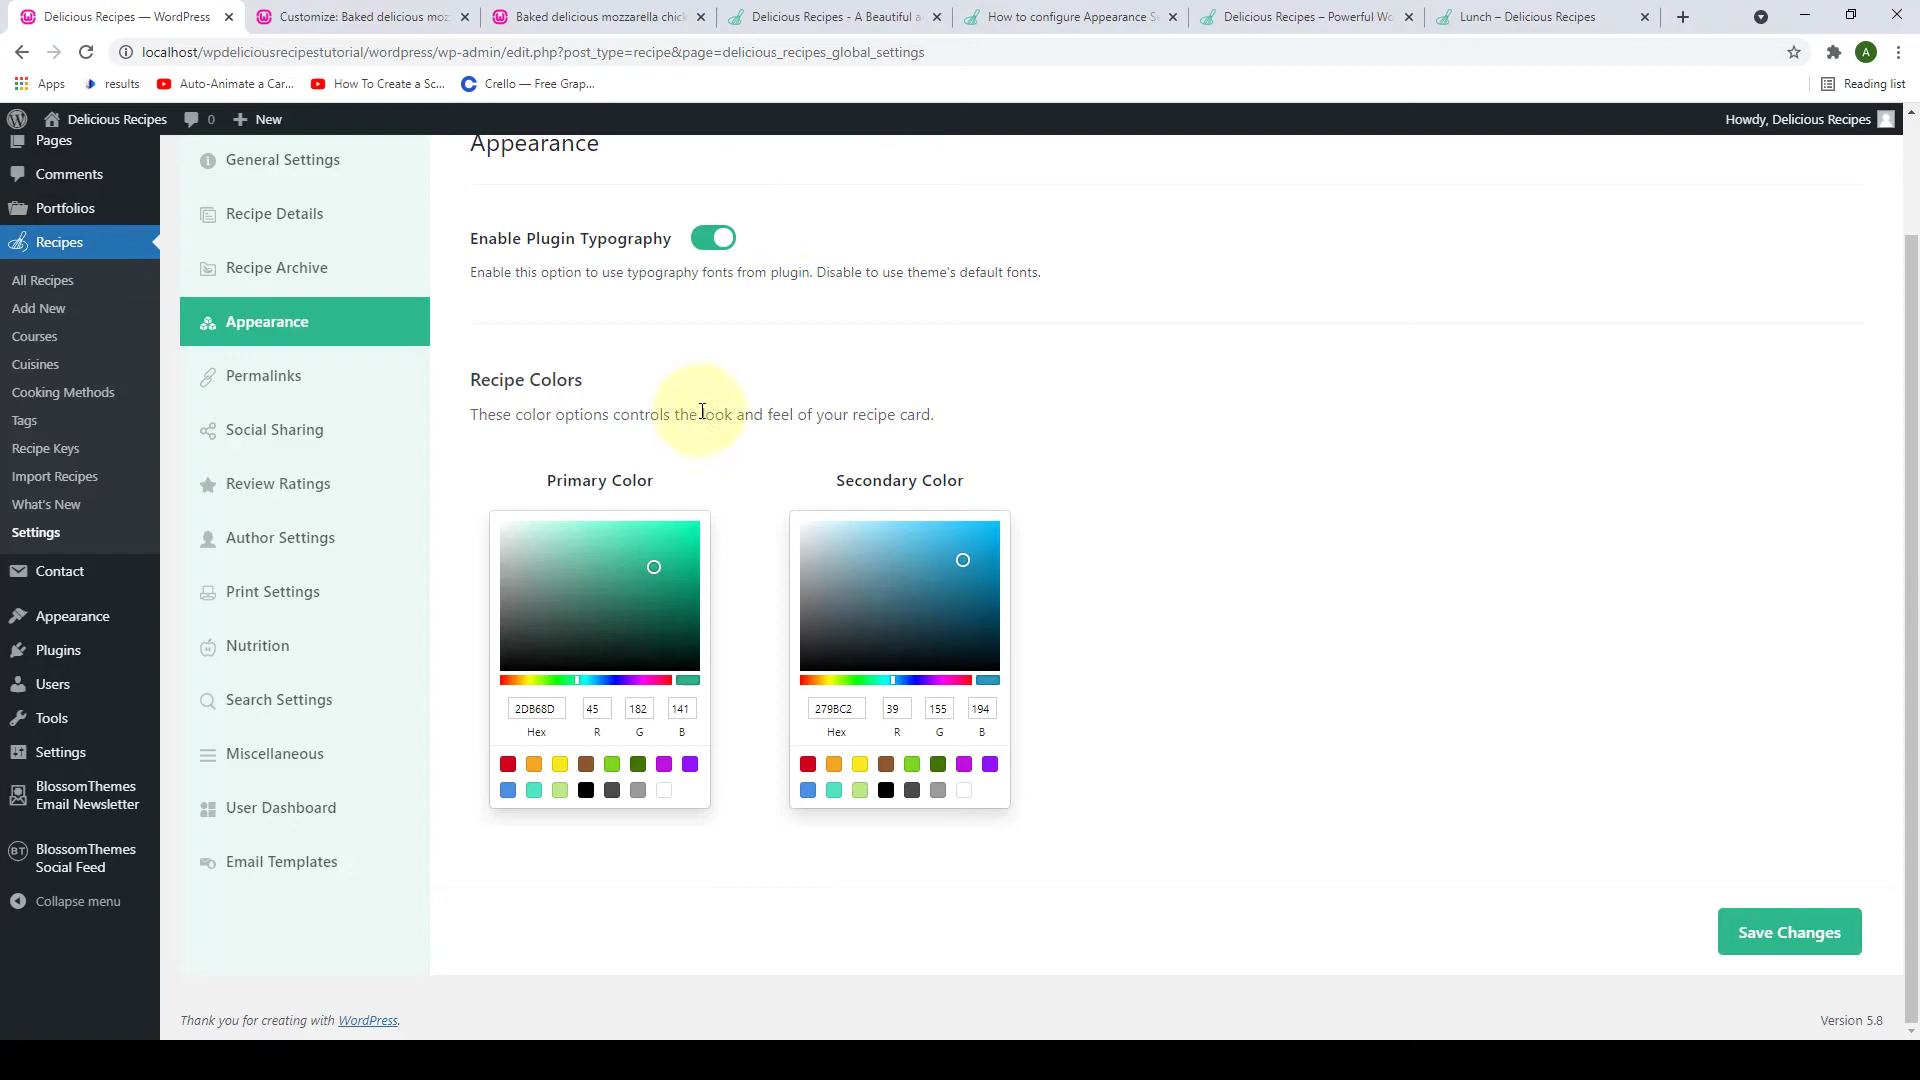 Delicious Recipes — WordPress
Customize: Baked delicious moz
Baked delicious mozzarella chick
Delicious Recipes - A Beautiful a
How to configure Appearance S
Delicious Recipes – Powerful Wo
Lunch – Delicious Recipes
localhost/wpdeliciousrecipestutorial/wordpress/wp-admin/edit.php?post_type=recipe&page=delicious_recipes_global_settings
A
Apps
results
Auto-Animate a Car...
How To Create a Sc...
Crello — Free Grap...
Reading list
Delicious Recipes
0
New
Howdy, Delicious Recipes
Pages
Comments
Portfolios
Recipes
All Recipes
Add New
Courses
Cuisines
Cooking Methods
Tags
Recipe Keys
Import Recipes
What's New
Settings
Contact
Appearance
Plugins
Users
Tools
Settings
BlossomThemes
Email Newsletter
BT
BlossomThemes
Social Feed
Collapse menu
General Settings
Recipe Details
Recipe Archive
Appearance
Permalinks
Social Sharing
Review Ratings
Author Settings
Print Settings
Nutrition
Search Settings
Miscellaneous
User Dashboard
Email Templates
Appearance
Enable Plugin Typography
Enable this option to use typography fonts from plugin. Disable to use theme's default fonts.
Recipe Colors
These color options controls the look and feel of your recipe card.
Primary Color
2DB68D 45 182 141
Hex R G B
Secondary Color
279BC2 39 155 194
Hex R G B
Save Changes
Thank you for creating with WordPress.
Version 5.8